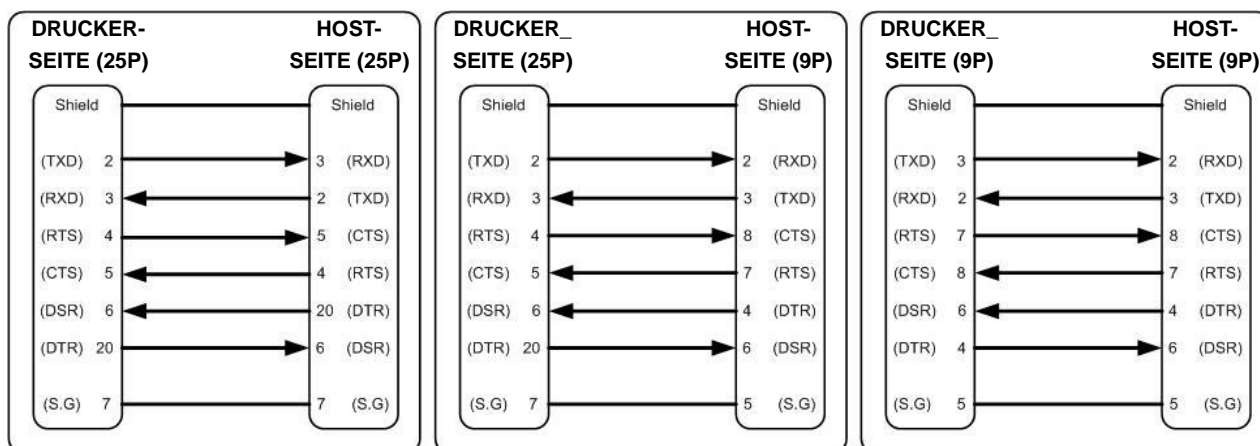 DRUCKER-
SEITE (25P)
HOST-
SEITE (25P)
Shield Shield
(TXD) 2 3 (RXD)
(RXD) 3 2 (TXD)
(RTS) 4 5 (CTS)
(CTS) 5 4 (RTS)
(DSR) 6 20 (DTR)
(DTR) 20 6 (DSR)
(S.G) 7 7 (S.G)
DRUCKER_
SEITE (25P)
HOST-
SEITE (9P)
Shield Shield
(TXD) 2 2 (RXD)
(RXD) 3 3 (TXD)
(RTS) 4 8 (CTS)
(CTS) 5 7 (RTS)
(DSR) 6 4 (DTR)
(DTR) 20 6 (DSR)
(S.G) 7 5 (S.G)
DRUCKER_
SEITE (9P)
HOST-
SEITE (9P)
Shield Shield
(TXD) 3 2 (RXD)
(RXD) 2 3 (TXD)
(RTS) 7 8 (CTS)
(CTS) 8 7 (RTS)
(DSR) 6 4 (DTR)
(DTR) 4 6 (DSR)
(S.G) 5 5 (S.G)